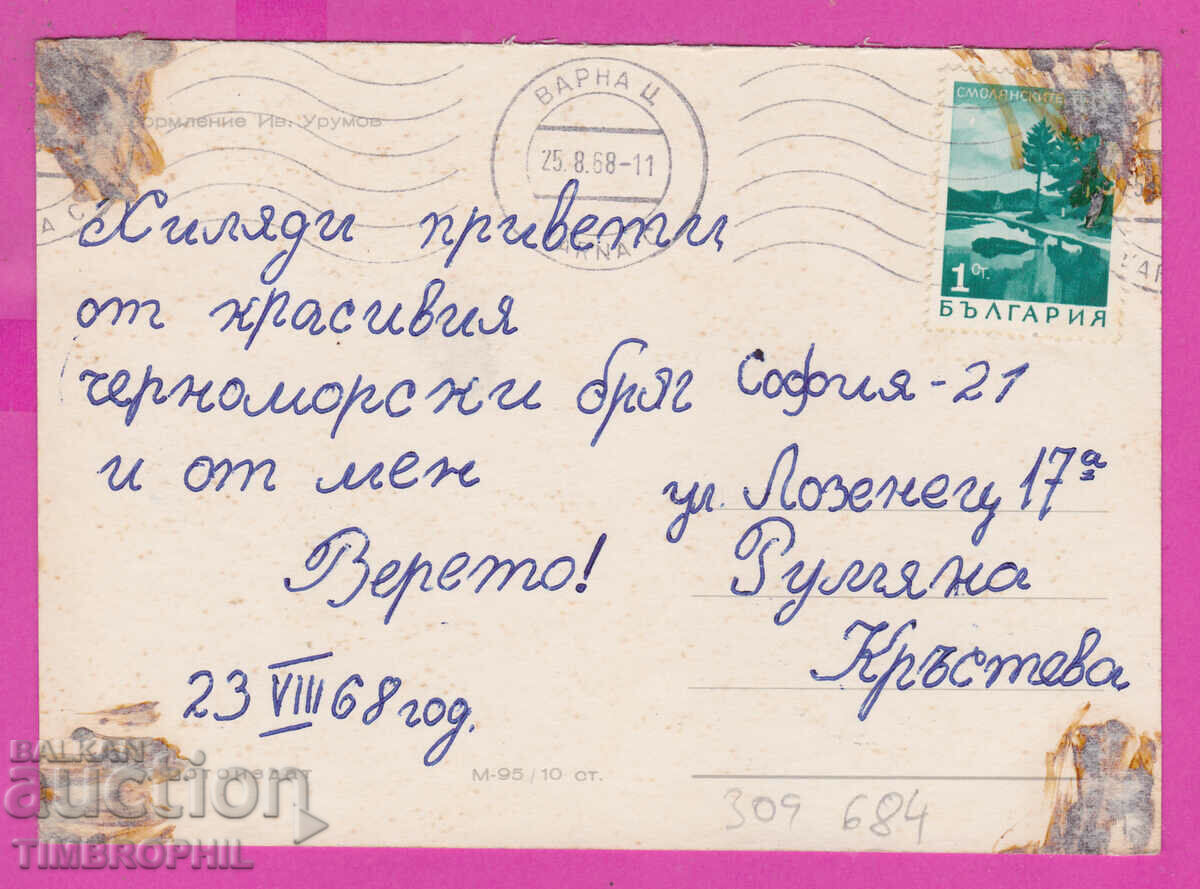 ВАРНА Ц
25.8.68-11
ормление Ив. Урумов
СМОЛЯНСКИТЕ
1 СТ.
БЪЛГАРИЯ
Хиляди привети
от красивия
черноморски бряг
и от мен
Верето!
23 VIII 68 год.
София - 21
ул. Лозенец 17а
Румяна
Кръстева
М-95 / 10 ст.
309 684
BALKAN
auction
TIMBROPHIL